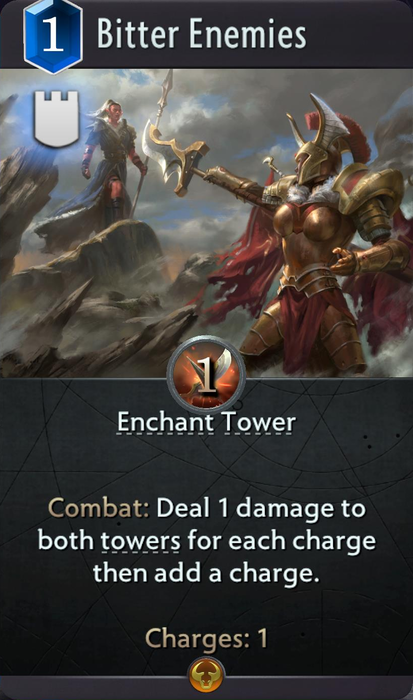 1 Bitter Enemies
1
Enchant Tower
Combat: Deal 1 damage to
both towers for each charge
then add a charge.
Charges: 1